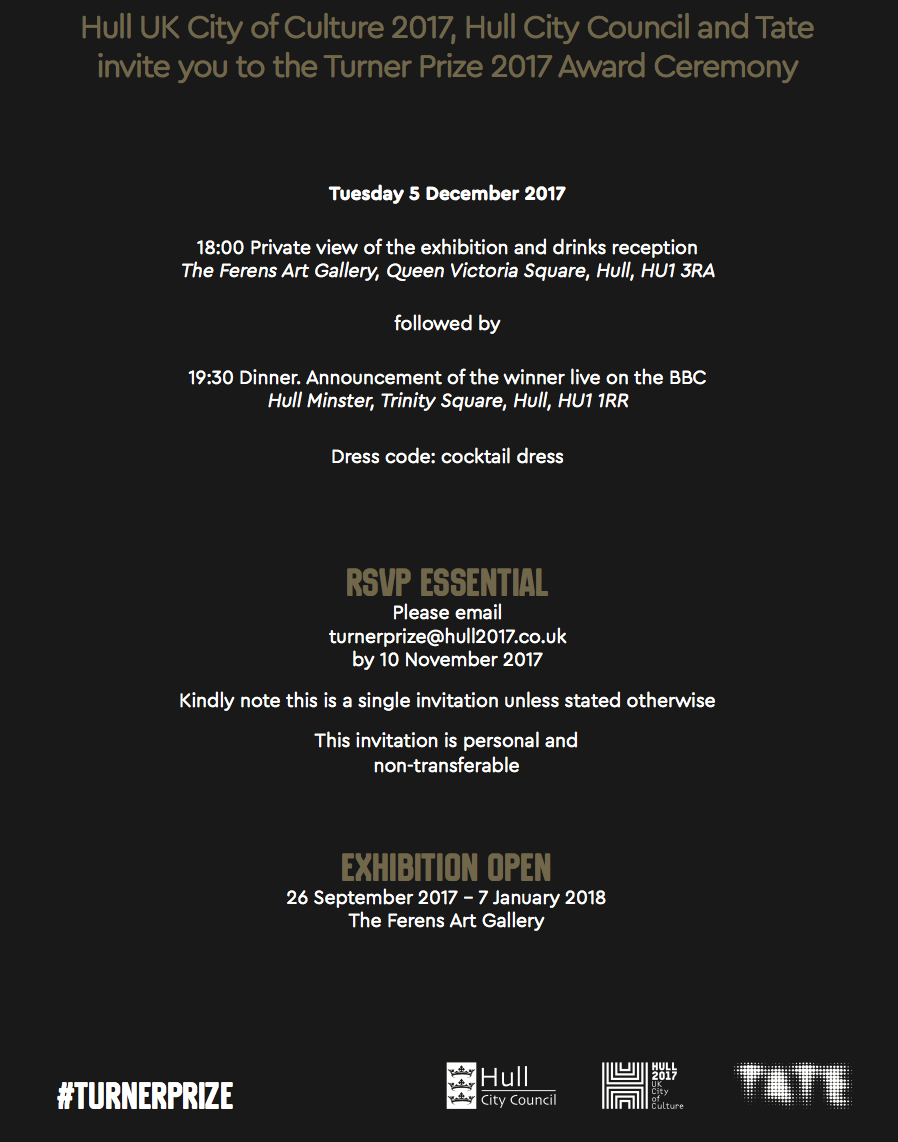 Hull UK City of Culture 2017, Hull City Council and Tate
invite you to the Turner Prize 2017 Award Ceremony
Tuesday 5 December 2017
18:00 Private view of the exhibition and drinks reception
The Ferens Art Gallery, Queen Victoria Square, Hull, HU1 3RA
followed by
19:30 Dinner. Announcement of the winner live on the BBC
Hull Minster, Trinity Square, Hull, HU1 1RR
Dress code: cocktail dress
RSVP ESSENTIAL
Please email
turnerprize@hull2017.co.uk
by 10 November 2017
Kindly note this is a single invitation unless stated otherwise
This invitation is personal and
non-transferable
EXHIBITION OPEN
26 September 2017 – 7 January 2018
The Ferens Art Gallery
#TURNERPRIZE
Hull
City Council
HULL
2017
UK
City
of
Culture
TATE